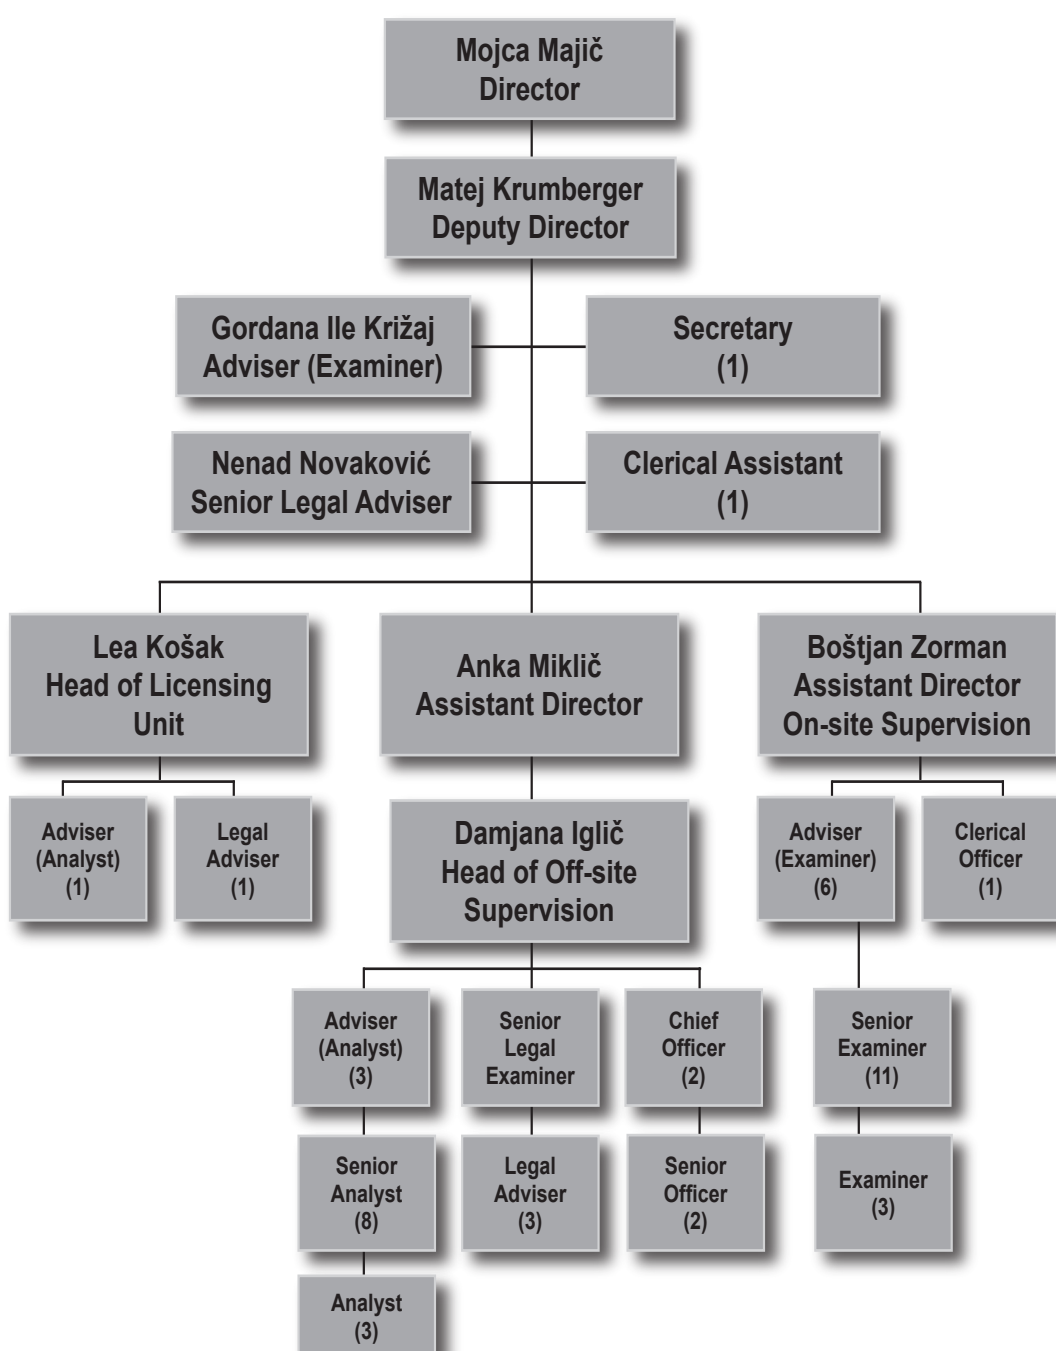 Mojca Majič
Director
Matej Krumberger
Deputy Director
Gordana Ile Križaj
Adviser (Examiner)
Secretary
(1)
Nenad Novaković
Senior Legal Adviser
Clerical Assistant
(1)
Lea Košak
Head of Licensing
Unit
Anka Miklič
Assistant Director
Boštjan Zorman
Assistant Director
On-site Supervision
Adviser
(Analyst)
(1)
Legal
Adviser
(1)
Damjana Iglič
Head of Off-site
Supervision
Adviser
(Examiner)
(6)
Clerical
Officer
(1)
Adviser
(Analyst)
(3)
Senior
Legal
Examiner
Chief
Officer
(2)
Senior
Examiner
(11)
Senior
Analyst
(8)
Legal
Adviser
(3)
Senior
Officer
(2)
Examiner
(3)
Analyst
(3)